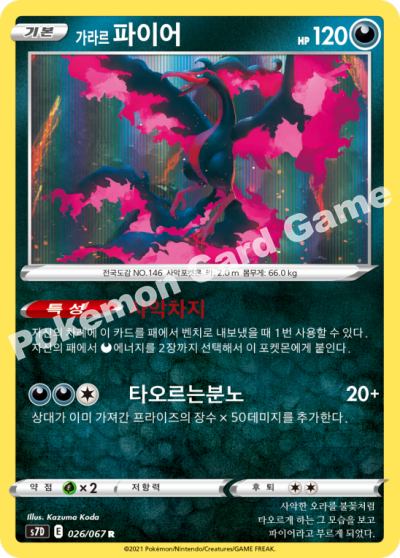 기본 가라르 파이어 HP 120
전국도감 NO.146 사악포켓몬 키: 2.0 m 몸무게: 66.0 kg
특성 사악차지
자신의 차례에 이 카드를 패에서 벤치로 내보냈을 때 1번 사용할 수 있다.
자신의 패에서 에너지를 2장까지 선택해서 이 포켓몬에게 붙인다.
타오르는분노 20+
상대가 이미 가져간 프라이즈의 장수 × 50데미지를 추가한다.
약점 ×2 저항력 후퇴
Illus. Kazuma Koda
사악한 오라를 불꽃처럼
s7D E 026/067 R
타오르게 하는 그 모습을 보고
파이어라고 부르게 되었다.
©2021 Pokémon/Nintendo/Creatures/GAME FREAK.
Pokemon Card Game